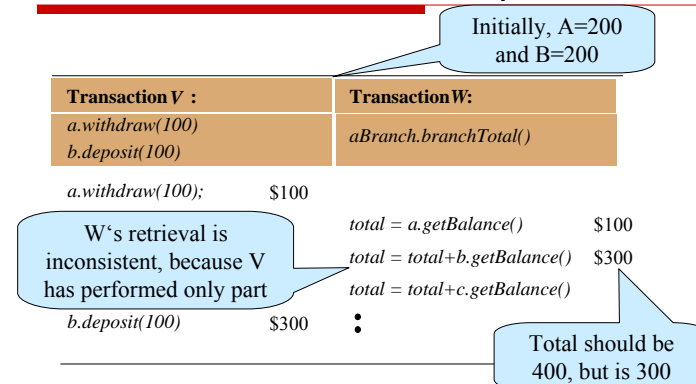 Initially, A=200
and B=200
Transaction V :
Transaction W:
a.withdraw(100)
b.deposit(100)
aBranch.branchTotal()
a.withdraw(100); $100
total = a.getBalance() $100
total = total+b.getBalance() $300
total = total+c.getBalance()
W‘s retrieval is
inconsistent, because V
has performed only part
b.deposit(100) $300
Total should be
400, but is 300